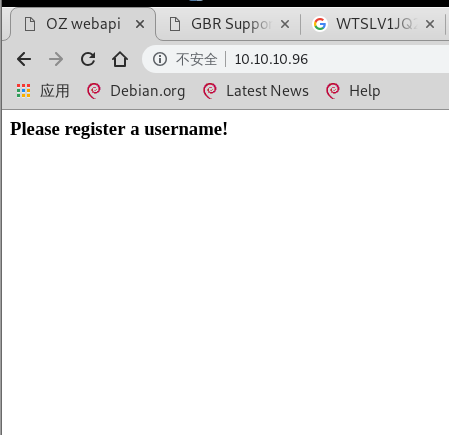 OZ webapi
GBR Suppor
WTSLV1JQ
不安全
10.10.10.96
应用
Debian.org
Latest News
Help
Please register a username!